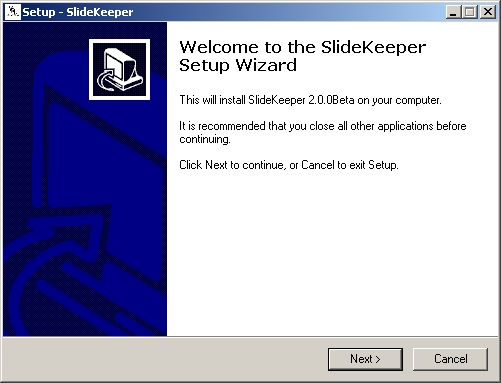 Setup - SlideKeeper
Welcome to the SlideKeeper
Setup Wizard
This will install SlideKeeper 2.0.0Beta on your computer.
It is recommended that you close all other applications before
continuing.
Click Next to continue, or Cancel to exit Setup.
Next >
Cancel